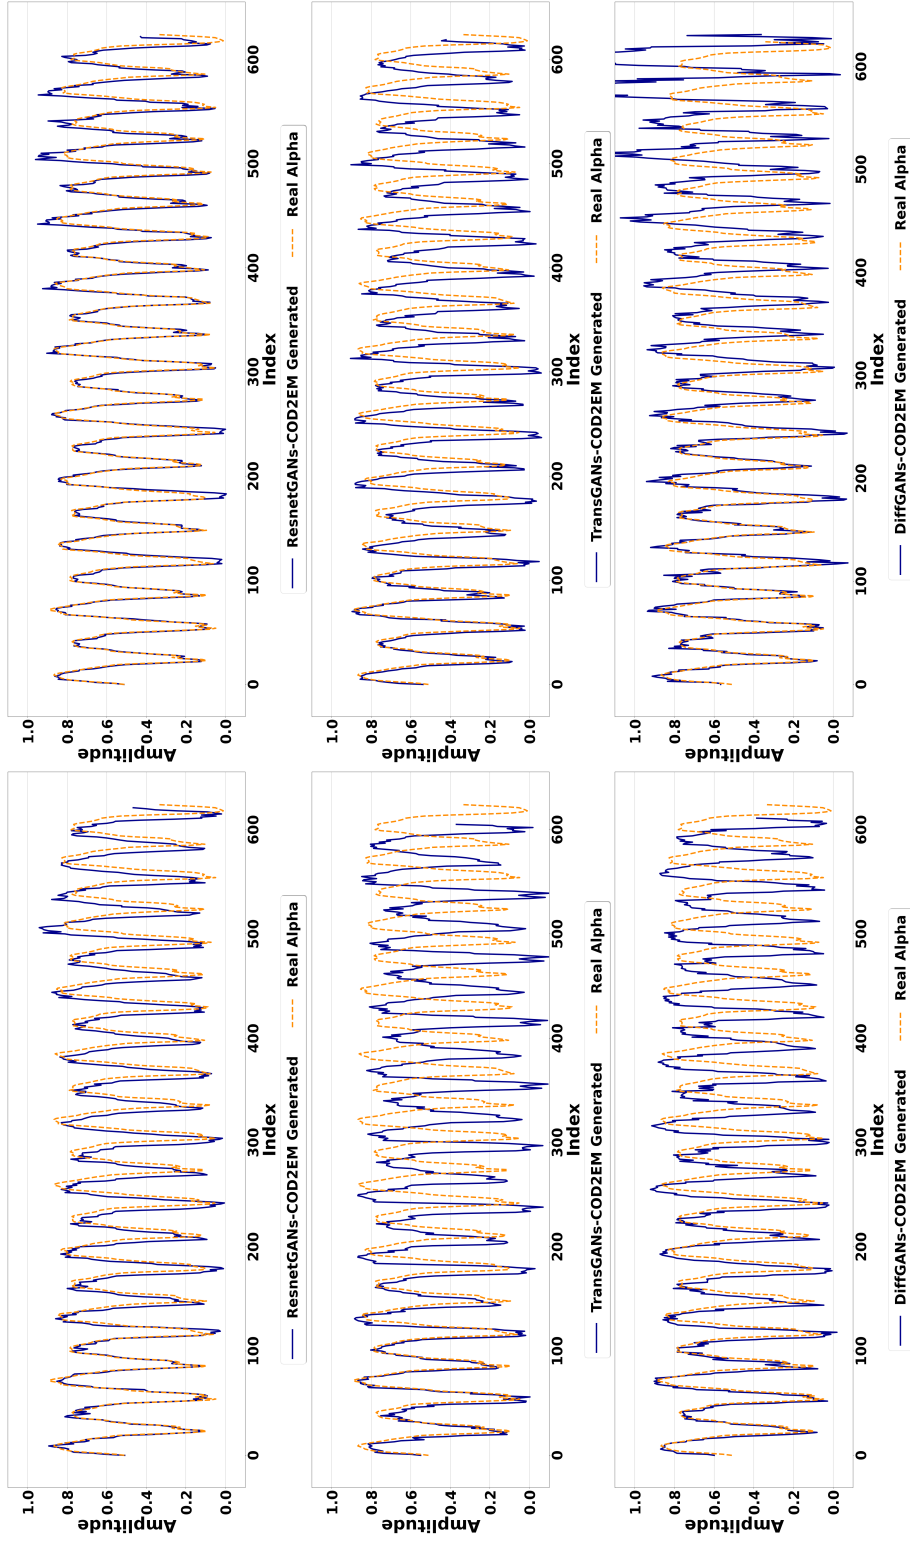 1.0
0.8
0.6
0.4
0.2
0.0
Amplitude
0 100 200 300 400 500 600
Index
ResnetGANs-COD2EM Generated Real Alpha
1.0
0.8
0.6
0.4
0.2
0.0
Amplitude
0 100 200 300 400 500 600
Index
ResnetGANs-COD2EM Generated Real Alpha
1.0
0.8
0.6
0.4
0.2
0.0
Amplitude
0 100 200 300 400 500 600
Index
TransGANs-COD2EM Generated Real Alpha
1.0
0.8
0.6
0.4
0.2
0.0
Amplitude
0 100 200 300 400 500 600
Index
TransGANs-COD2EM Generated Real Alpha
1.0
0.8
0.6
0.4
0.2
0.0
Amplitude
0 100 200 300 400 500 600
Index
DiffGANs-COD2EM Generated Real Alpha
1.0
0.8
0.6
0.4
0.2
0.0
Amplitude
0 100 200 300 400 500 600
Index
DiffGANs-COD2EM Generated Real Alpha